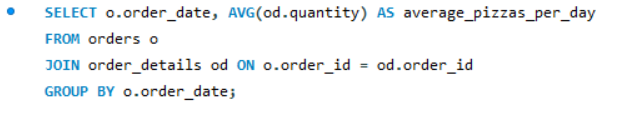 SELECT o.order_date, AVG(od.quantity) AS average_pizzas_per_day
FROM orders o
JOIN order_details od ON o.order_id = od.order_id
GROUP BY o.order_date;